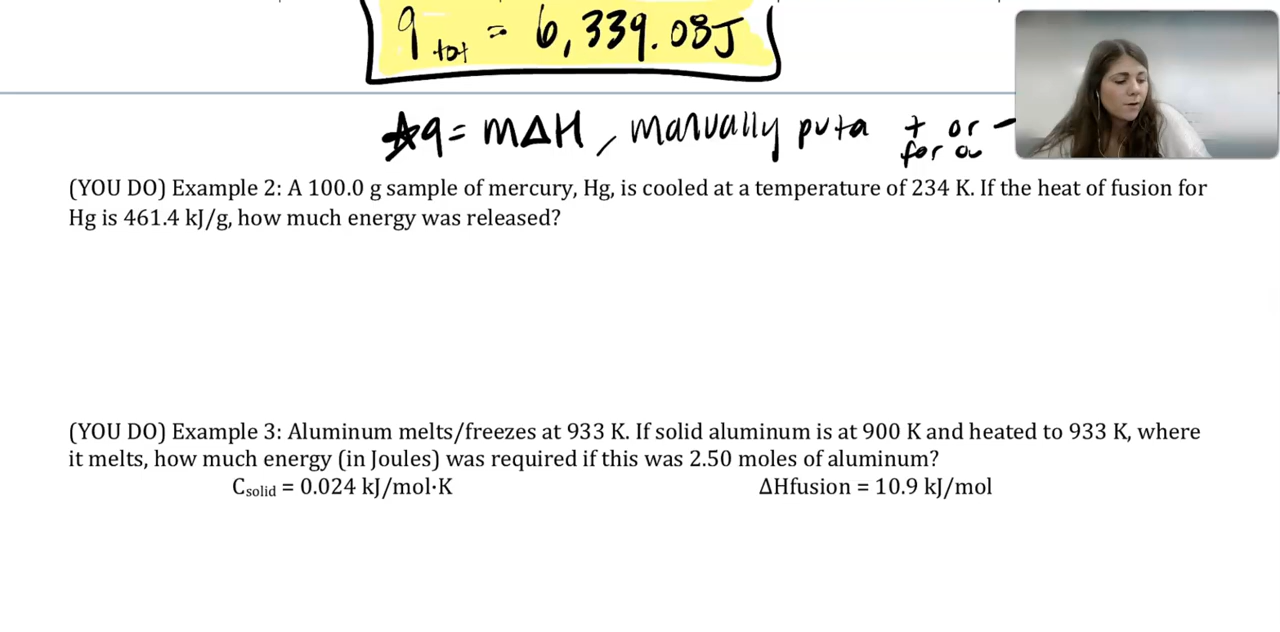 q tot = 6,339.08J
☆q = m∆H, manually put a + or -
for a
(YOU DO) Example 2: A 100.0 g sample of mercury, Hg, is cooled at a temperature of 234 K. If the heat of fusion for
Hg is 461.4 kJ/g, how much energy was released?
(YOU DO) Example 3: Aluminum melts/freezes at 933 K. If solid aluminum is at 900 K and heated to 933 K, where
it melts, how much energy (in Joules) was required if this was 2.50 moles of aluminum?
Csolid = 0.024 kJ/mol·K ∆Hfusion = 10.9 kJ/mol